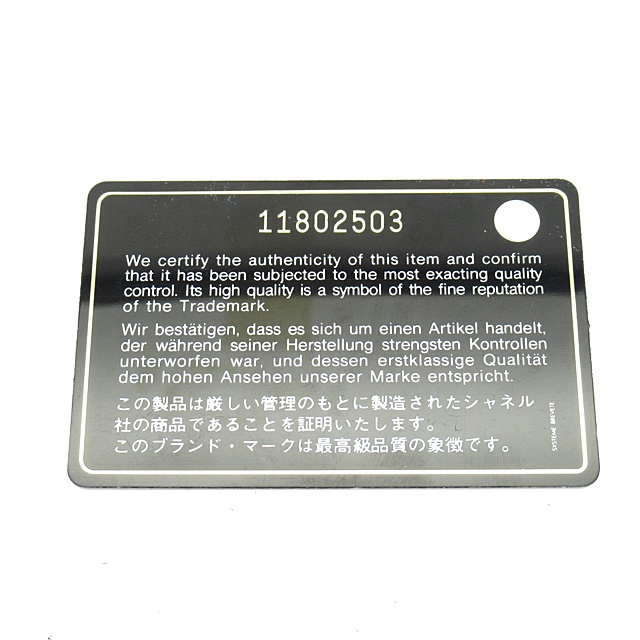 11802503
We certify the authenticity of this item and confirm
that it has been subjected to the most exacting quality
control. Its high quality is a symbol of the fine reputation
of the Trademark.
Wir bestätigen, dass es sich um einen Artikel handelt,
der während seiner Herstellung strengsten Kontrollen
unterworfen war, und dessen erstklassige Qualität
dem hohen Ansehen unserer Marke entspricht.
この製品は厳しい管理のもとに製造されたシャネル
社の商品であることを証明いたします。
このブランド・マークは最高級品質の象徴です。
SYSTEME BREVETE